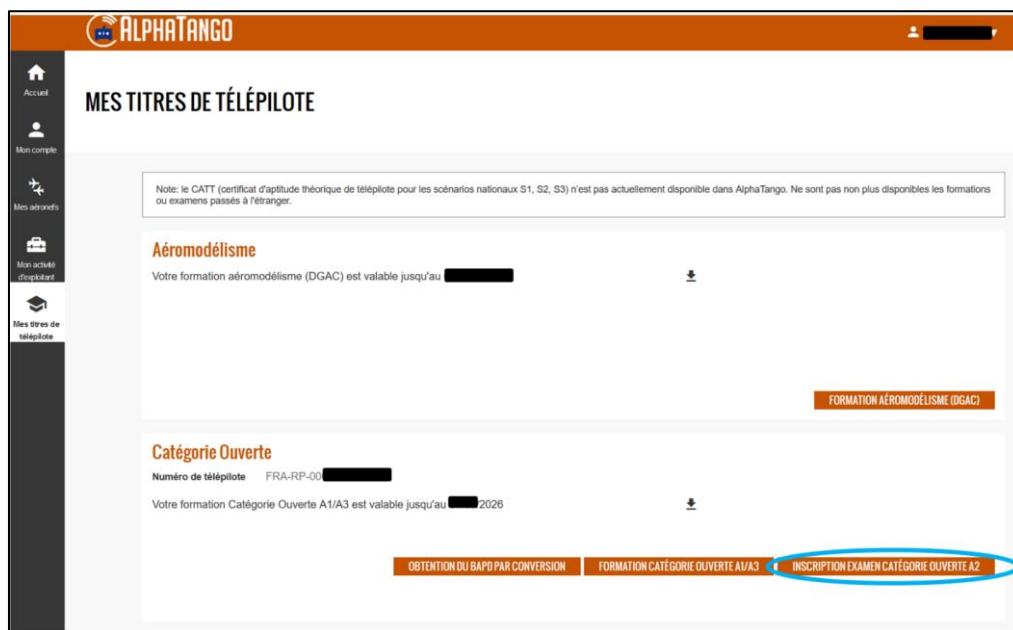 ALPHATANGO
Accueil
Mon compte
Mes aéronefs
Mon activité
d'exploitant
Mes titres de
télépilote
MES TITRES DE TÉLÉPILOTE
Note: le CATT (certificat d'aptitude théorique de télépilote pour les scénarios nationaux S1, S2, S3) n'est pas actuellement disponible dans AlphaTango. Ne sont pas non plus disponibles les formations
ou examens passés à l'étranger.
Aéromodélisme
Votre formation aéromodélisme (DGAC) est valable jusqu'au
FORMATION AÉROMODÉLISME (DGAC)
Catégorie Ouverte
Numéro de télépilote FRA-RP-00
Votre formation Catégorie Ouverte A1/A3 est valable jusqu'au /2026
OBTENTION DU BAPD PAR CONVERSION FORMATION CATÉGORIE OUVERTE A1/A3 INSCRIPTION EXAMEN CATÉGORIE OUVERTE A2